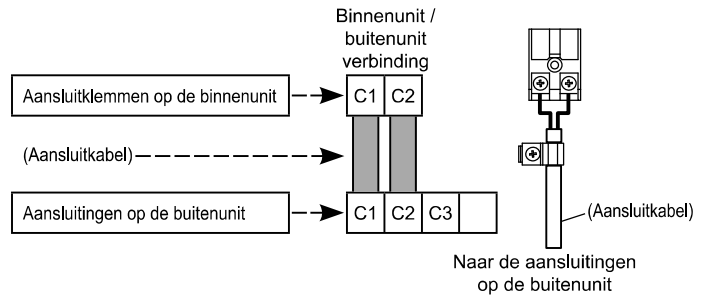 Binnenunit /
buitenunit
verbinding
Aansluitklemmen op de binnenunit
C1 C2
(Aansluitkabel)
Aansluitingen op de buitenunit
C1 C2 C3
(Aansluitkabel)
Naar de aansluitingen
op de buitenunit